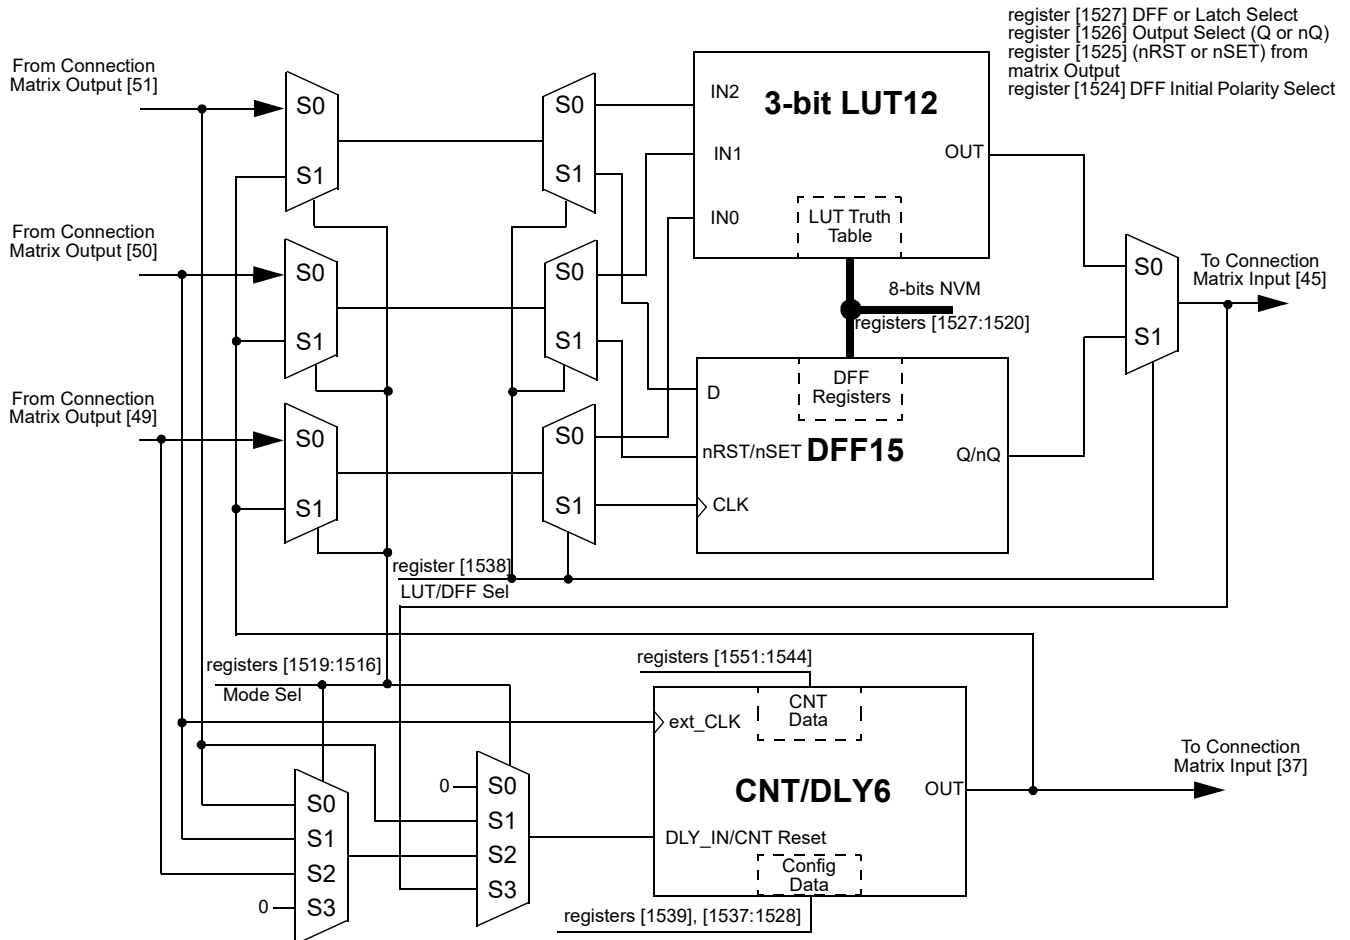 register [1527] DFF or Latch Select
register [1526] Output Select (Q or nQ)
register [1525] (nRST or nSET) from
matrix Output
register [1524] DFF Initial Polarity Select
From Connection
Matrix Output [51]
S0
S1
S0
S1
IN2
3-bit LUT12
IN1
OUT
IN0
LUT Truth
Table
From Connection
Matrix Output [50]
S0
S1
S0
S1
8-bits NVM
registers [1527:1520]
S0
S1
To Connection
Matrix Input [45]
From Connection
Matrix Output [49]
S0
S1
S0
S1
D
DFF
Registers
nRST/nSET
DFF15
Q/nQ
CLK
register [1538]
LUT/DFF Sel
registers [1519:1516]
Mode Sel
registers [1551:1544]
CNT
Data
ext_CLK
CNT/DLY6
OUT
To Connection
Matrix Input [37]
DLY_IN/CNT Reset
Config
Data
registers [1539], [1537:1528]
0
S0
S1
S2
S3
S0
S1
S2
S3
0